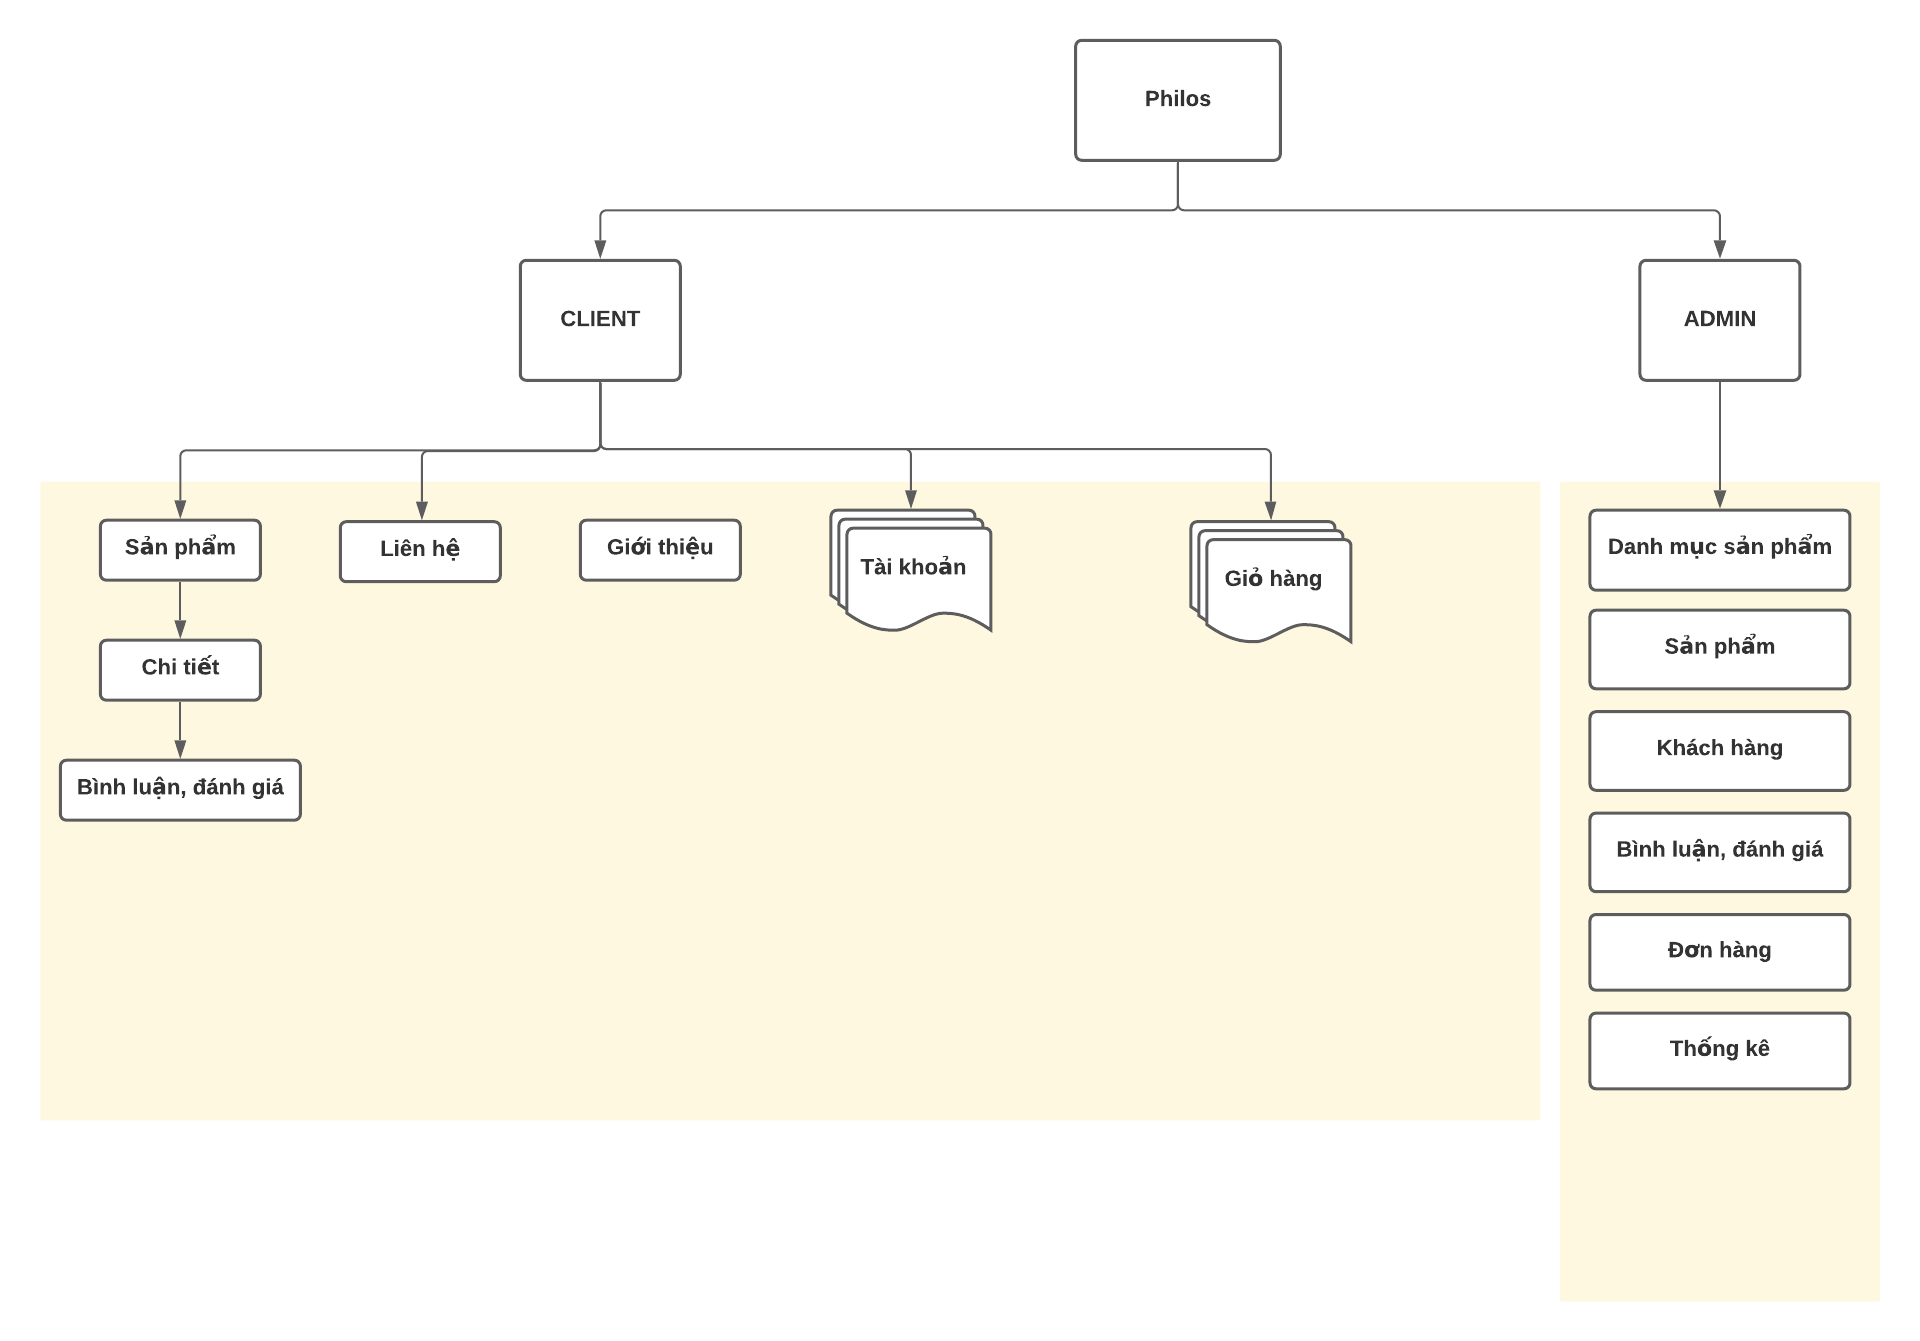 Philos
CLIENT
ADMIN
Sản phẩm
Liên hệ
Giới thiệu
Tài khoản
Giỏ hàng
Chi tiết
Bình luận, đánh giá
Danh mục sản phẩm
Sản phẩm
Khách hàng
Bình luận, đánh giá
Đơn hàng
Thống kê